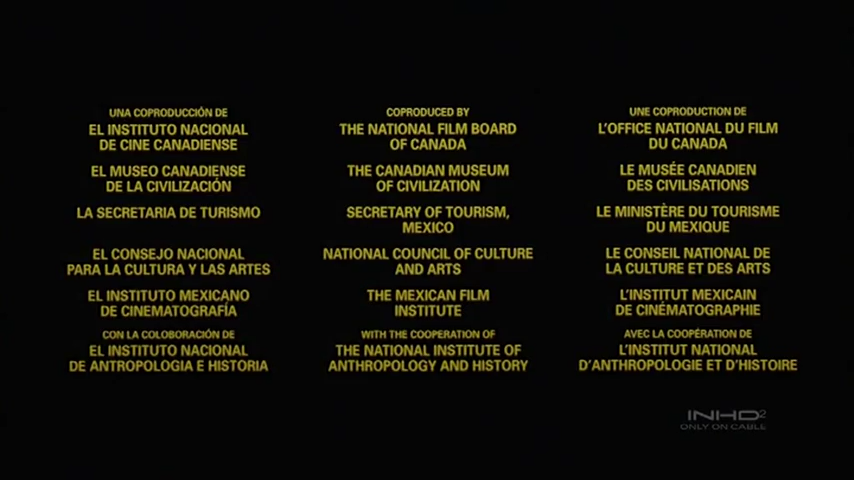 UNA COPRODUCCIÓN DE
EL INSTITUTO NACIONAL
DE CINE CANADIENSE
EL MUSEO CANADIENSE
DE LA CIVILIZACIÓN
LA SECRETARIA DE TURISMO
EL CONSEJO NACIONAL
PARA LA CULTURA Y LAS ARTES
EL INSTITUTO MEXICANO
DE CINEMATOGRAFÍA
CON LA COLOBORACIÓN DE
EL INSTITUTO NACIONAL
DE ANTROPOLOGIA E HISTORIA
COPRODUCED BY
THE NATIONAL FILM BOARD
OF CANADA
THE CANADIAN MUSEUM
OF CIVILIZATION
SECRETARY OF TOURISM,
MEXICO
NATIONAL COUNCIL OF CULTURE
AND ARTS
THE MEXICAN FILM
INSTITUTE
WITH THE COOPERATION OF
THE NATIONAL INSTITUTE OF
ANTHROPOLOGY AND HISTORY
UNE COPRODUCTION DE
L'OFFICE NATIONAL DU FILM
DU CANADA
LE MUSÉE CANADIEN
DES CIVILISATIONS
LE MINISTÈRE DU TOURISME
DU MEXIQUE
LE CONSEIL NATIONAL DE
LA CULTURE ET DES ARTS
L'INSTITUT MEXICAIN
DE CINÉMATOGRAPHIE
AVEC LA COOPÉRATION DE
L'INSTITUT NATIONAL
D'ANTHROPOLOGIE ET D'HISTOIRE
INHD2
ONLY ON CABLE